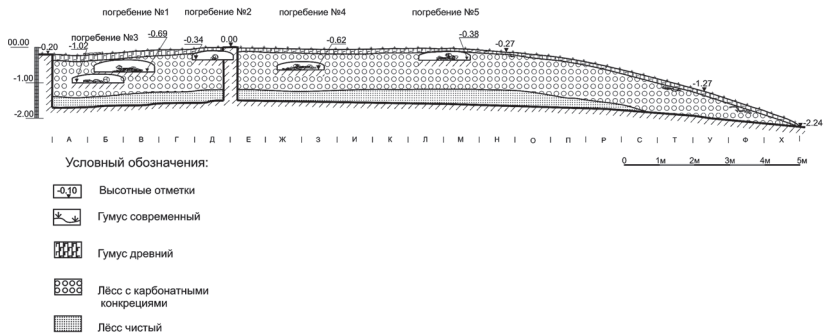 погребение №1 погребение №2 погребение №4 погребение №5
погребение №3
-1.02 -0.69 -0.34 0.00 -0.62 -0.38 -0.27
00.00 -0.20
-1.00
-1.27
-2.00
-2.24
А Б В Г Д Е Ж З И К Л М Н О П Р С Т У Ф Х
0 1м 2м 3м 4м 5м
Условный обозначения:
-0.10 Высотные отметки
Гумус современный
Гумус древний
Лёсс с карбонатными
конкрециями
Лёсс чистый